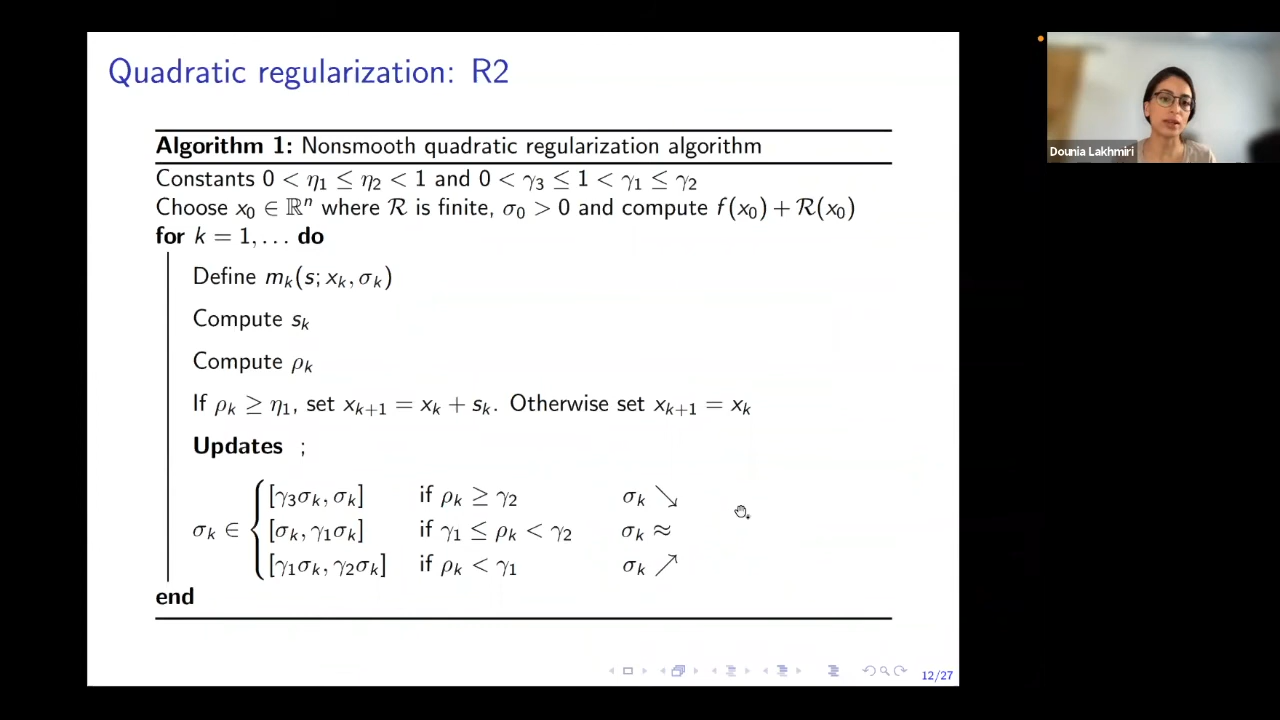 Quadratic regularization: R2
Algorithm 1: Nonsmooth quadratic regularization algorithm
Constants 0 < η₁ ≤ η₂ < 1 and 0 < γ₃ ≤ 1 < γ₁ ≤ γ₂
Choose x₀ ∈ ℝⁿ where ℛ is finite, σ₀ > 0 and compute f(x₀) + ℛ(x₀)
for k = 1, … do
Define mₖ(s; xₖ, σₖ)
Compute sₖ
Compute ρₖ
If ρₖ ≥ η₁, set xₖ₊₁ = xₖ + sₖ. Otherwise set xₖ₊₁ = xₖ
Updates ;
σₖ ∈ { [γ₃σₖ, σₖ] if ρₖ ≥ γ₂ σₖ ↘
[σₖ, γ₁σₖ] if γ₁ ≤ ρₖ < γ₂ σₖ ≈
[γ₁σₖ, γ₂σₖ] if ρₖ < γ₁ σₖ ↗
end
12/27
Dounia Lakhmiri